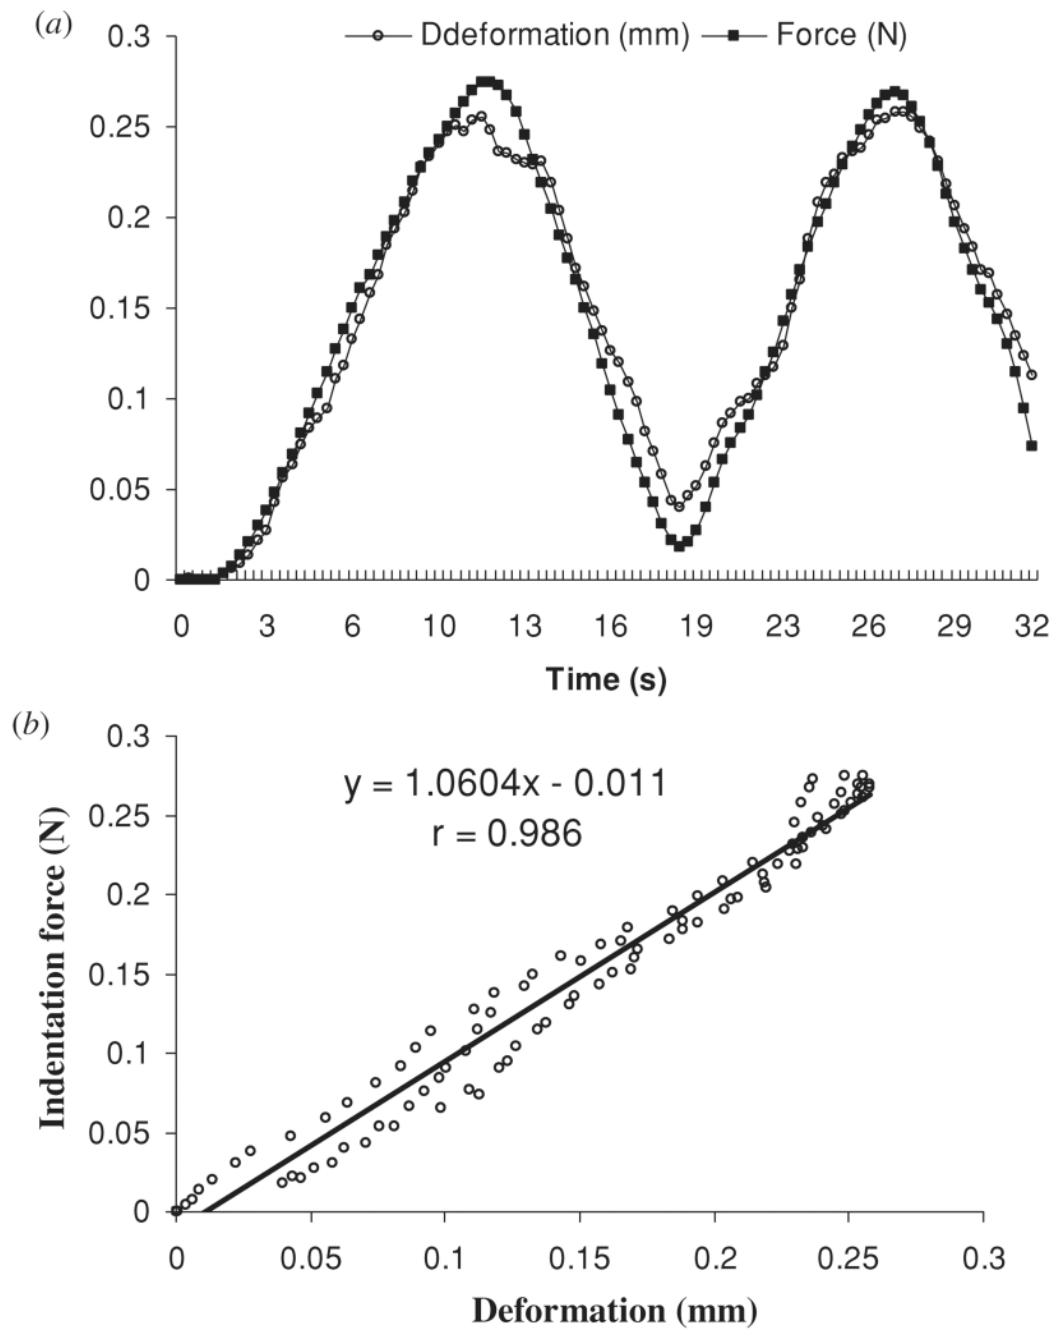 (a)
Ddeformation (mm) Force (N)
0.3
0.25
0.2
0.15
0.1
0.05
0
0 3 6 10 13 16 19 23 26 29 32
Time (s)
(b)
y = 1.0604x - 0.011
r = 0.986
Indentation force (N)
0.3
0.25
0.2
0.15
0.1
0.05
0
0 0.05 0.1 0.15 0.2 0.25 0.3
Deformation (mm)